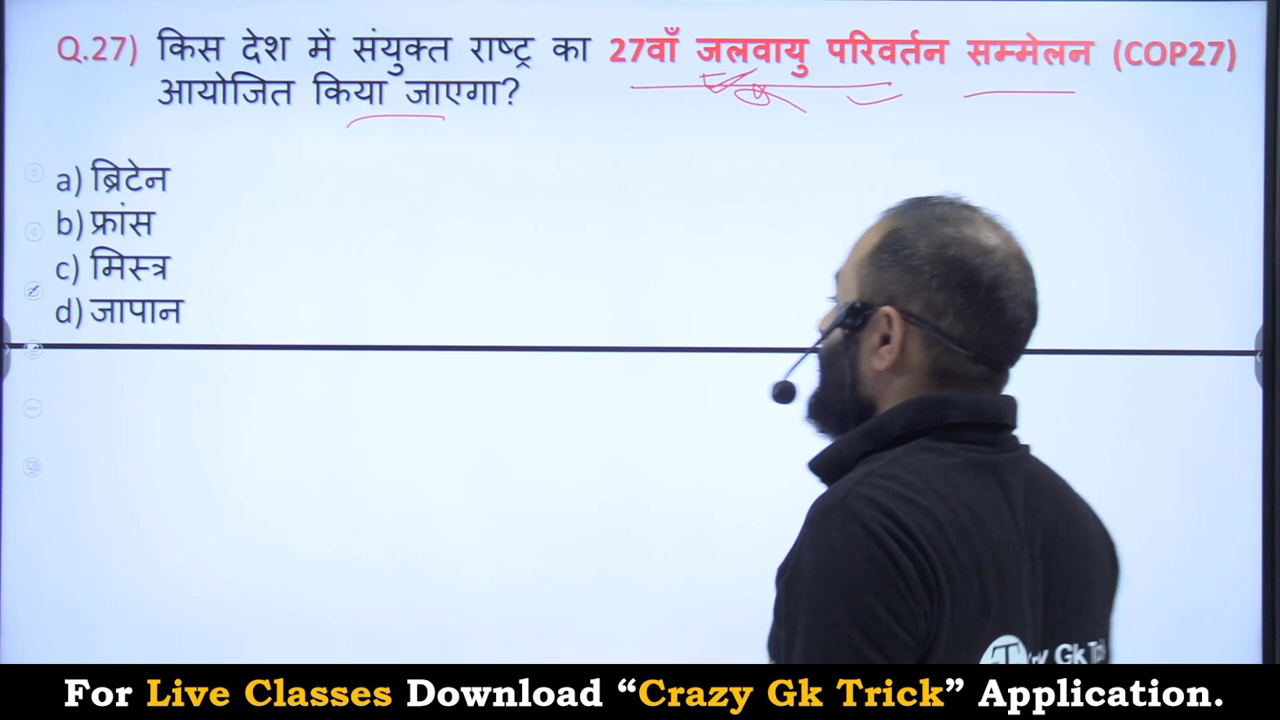 Q.27) किस देश में संयुक्त राष्ट्र का 27वाँ जलवायु परिवर्तन सम्मेलन (COP27)
आयोजित किया जाएगा?
a) ब्रिटेन
b) फ्रांस
c) मिस्त्र
d) जापान
Gk
For Live Classes Download “Crazy Gk Trick” Application.